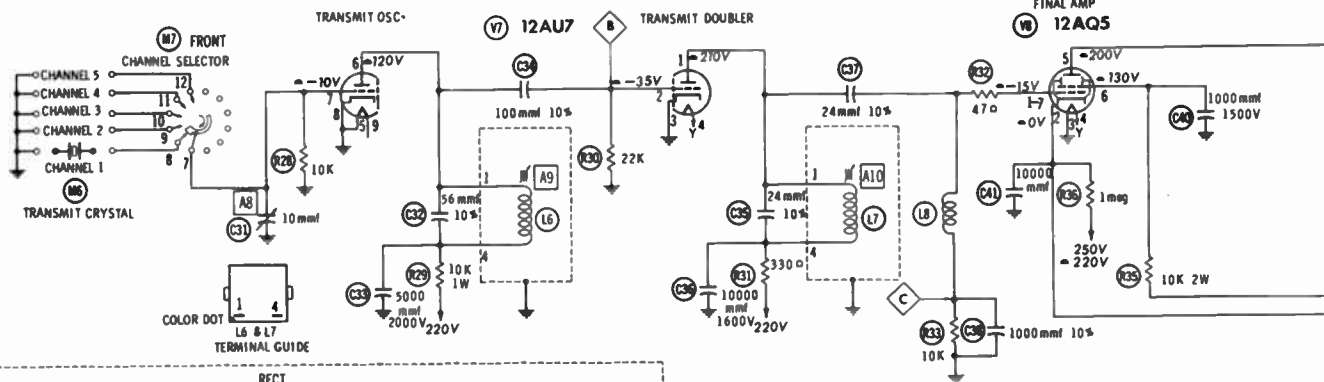 FINAL AMP
TRANSMIT OSC.
V7 12AU7
B
TRANSMIT DOUBLER
V8 12AQ5
M7 FRONT
CHANNEL SELECTOR
CHANNEL 5
CHANNEL 4
CHANNEL 3
CHANNEL 2
CHANNEL 1
12
11
10
9
8
7
M6
TRANSMIT CRYSTAL
A8
C31
10mmf
R28
10K
-10V
6
120V
7
8
5
9
C34
100mmf 10%
56mmf
10%
C32
1
4
A9
L6
R29
10K
1W
C33
5000
mmf
2000V
220V
R30
22K
-35V
1
210V
2
3
4
Y
C37
24mmf 10%
24mmf
10%
C35
1
4
A10
L7
330Ω
R31
C36
10000
mmf
1600V
220V
R32
47Ω
-15V
1-7
0V
2
5
200V
130V
6
3
4
Y
C40
1000mmf
1500V
L8
C41
10000
mmf
R36
1meg
250V
220V
R35
10K 2W
C
R33
10K
C38
1000mmf 10%
1
4
COLOR DOT
L6 & L7
TERMINAL GUIDE
RECT